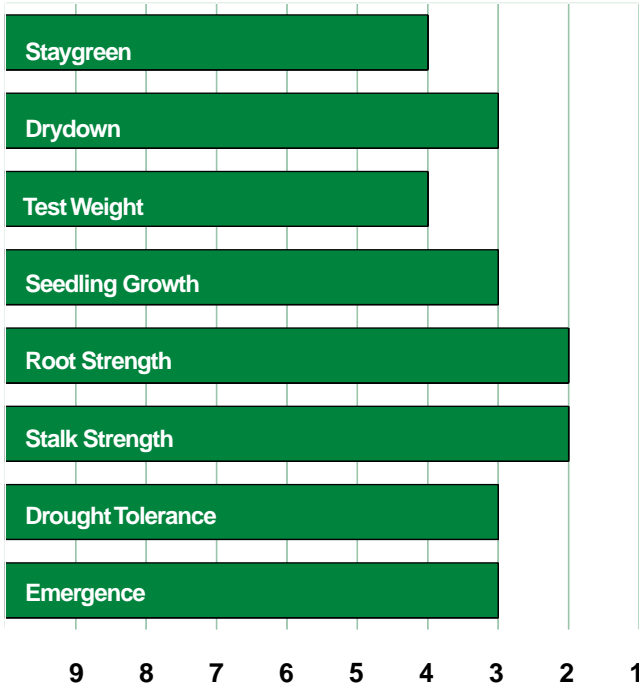 Staygreen
Drydown
Test Weight
Seedling Growth
Root Strength
Stalk Strength
Drought Tolerance
Emergence
9 8 7 6 5 4 3 2 1